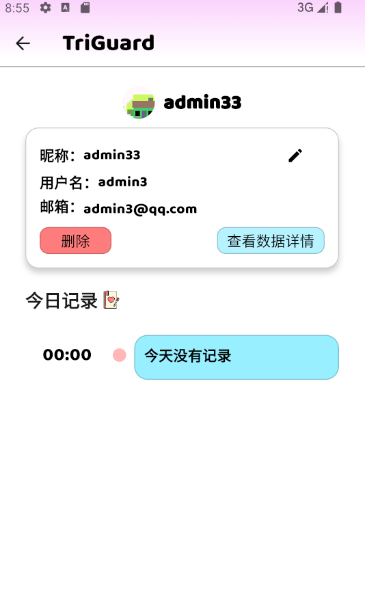 8:55
3G
TriGuard
admin33
昵称：admin33
用户名：admin3
邮箱：admin3@qq.com
删除
查看数据详情
今日记录
00:00
今天没有记录